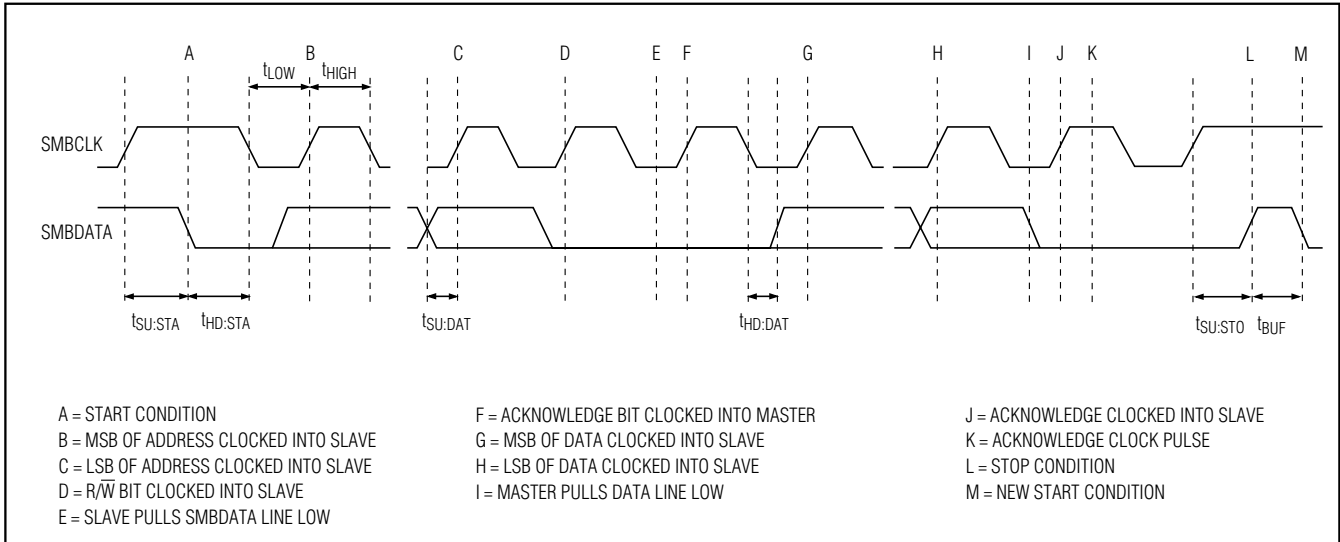 A B C D E F G H I J K L M
tLOW tHIGH
SMBCLK
SMBDATA
tSU:STA tHD:STA tSU:DAT tHD:DAT tSU:STO tBUF
A = START CONDITION
B = MSB OF ADDRESS CLOCKED INTO SLAVE
C = LSB OF ADDRESS CLOCKED INTO SLAVE
D = R/W̅ BIT CLOCKED INTO SLAVE
E = SLAVE PULLS SMBDATA LINE LOW
F = ACKNOWLEDGE BIT CLOCKED INTO MASTER
G = MSB OF DATA CLOCKED INTO SLAVE
H = LSB OF DATA CLOCKED INTO SLAVE
I = MASTER PULLS DATA LINE LOW
J = ACKNOWLEDGE CLOCKED INTO SLAVE
K = ACKNOWLEDGE CLOCK PULSE
L = STOP CONDITION
M = NEW START CONDITION